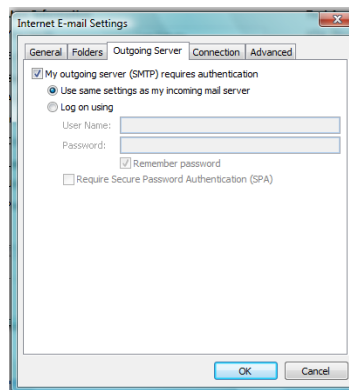 Internet E-mail Settings
General Folders Outgoing Server Connection Advanced
My outgoing server (SMTP) requires authentication
Use same settings as my incoming mail server
Log on using
User Name:
Password:
Remember password
Require Secure Password Authentication (SPA)
OK Cancel